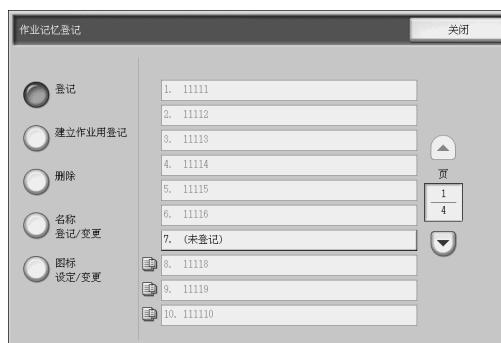 作业记忆登记
关闭
登记
建立作业用登记
删除
名称
登记/变更
图标
设定/变更
1. 11111
2. 11112
3. 11113
4. 11114
5. 11115
6. 11116
7. (未登记)
8. 11118
9. 11119
10. 111110
页
1
4